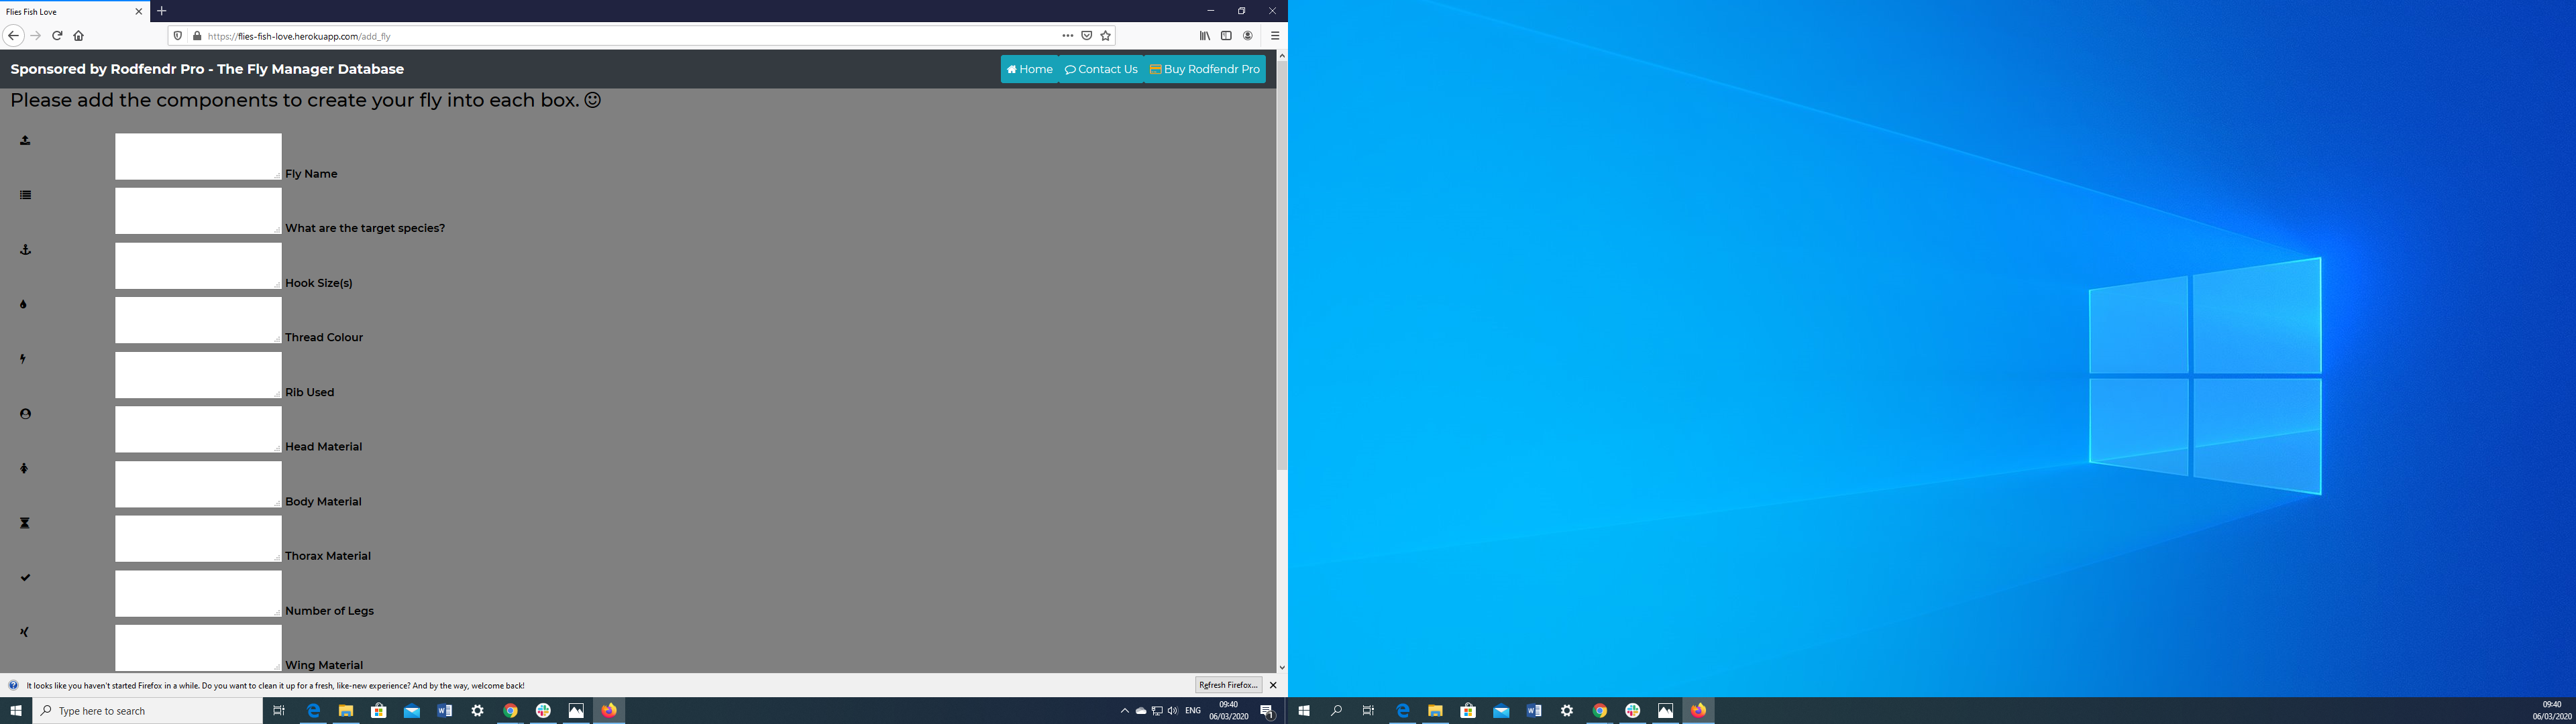 Flies Fish Love
https://flies-fish-love.herokuapp.com/add_fly
Sponsored by Rodfendr Pro - The Fly Manager Database
Home
Contact Us
Buy Rodfendr Pro
Please add the components to create your fly into each box.
Fly Name
What are the target species?
Hook Size(s)
Thread Colour
Rib Used
Head Material
Body Material
Thorax Material
Number of Legs
Wing Material
It looks like you haven't started Firefox in a while. Do you want to clean it up for a fresh, like-new experience? And by the way, welcome back!
Refresh Firefox...
Type here to search
ENG
09:40
06/03/2020
1
09:40
06/03/2020